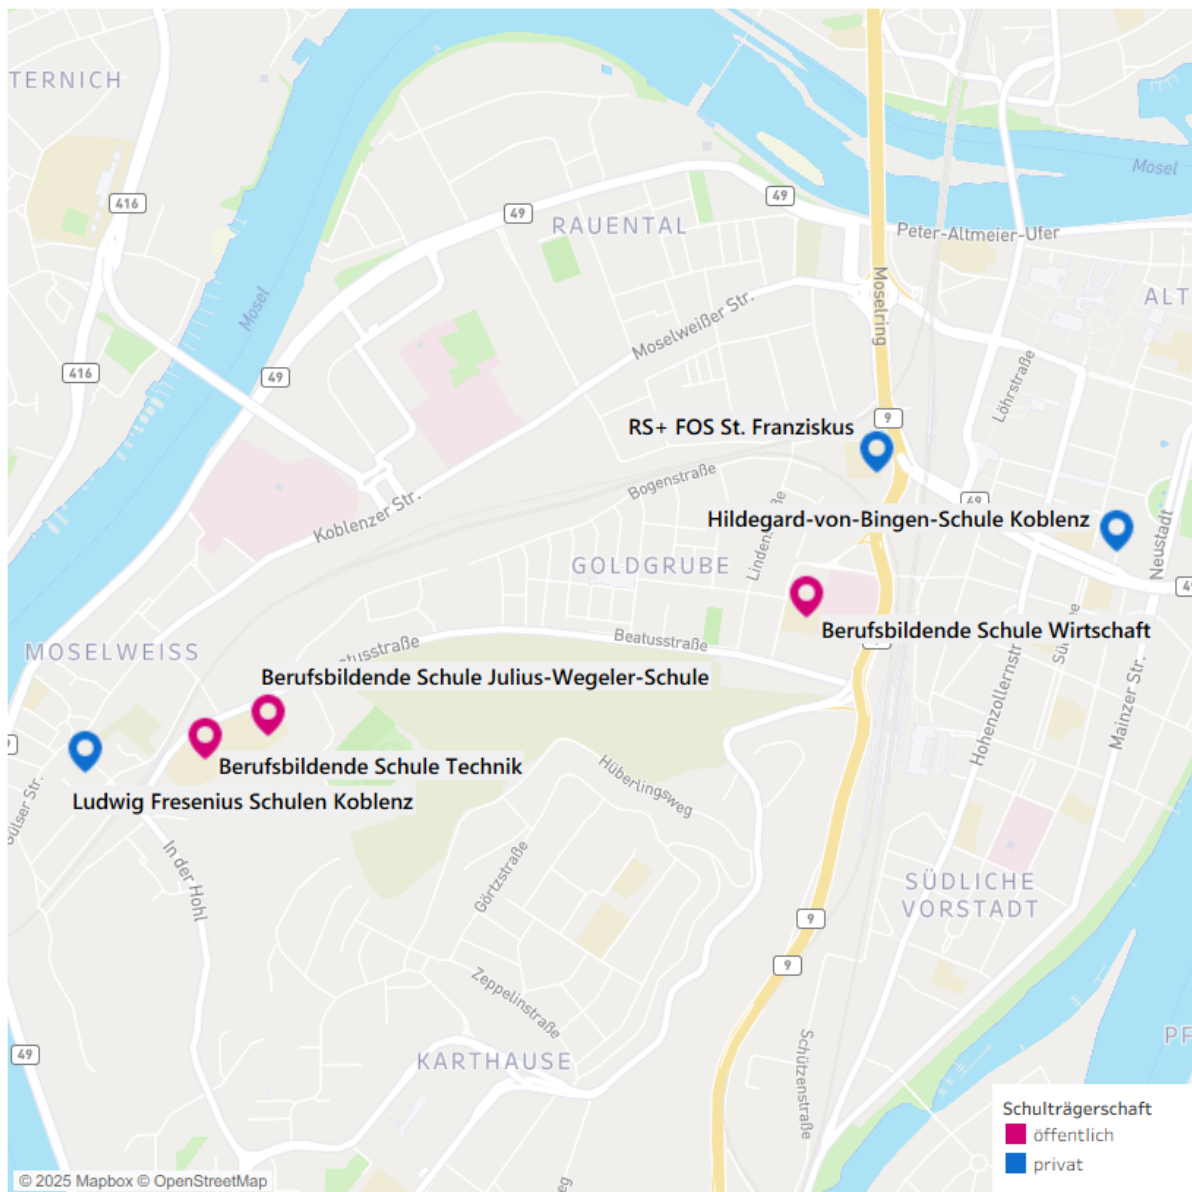 TERNICH
Mosel
416
49
49
RAUENTAL
Peter-Altmeier-Ufer
ALT
Mosel
Moselring
Moselweißer Str.
416
49
Löhrstraße
9
RS+ FOS St. Franziskus
Bogenstraße
Koblenzer Str.
49
Hildegard-von-Bingen-Schule Koblenz
Neustadt
GOLDGRUBE
Berufsbildende Schule Wirtschaft
Beatusstraße
MOSELWEISS
atusstraße
Berufsbildende Schule Julius-Wegeler-Schule
Hohenzollernstr
Mainzer Str.
Berufsbildende Schule Technik
Hüberlingsweg
Ludwig Fresenius Schulen Koblenz
In der Hohl
Görtzstraße
SÜDLICHE
VORSTADT
9
9
Zeppelinstraße
49
KARTHAUSE
Schützenstraße
PF
Schulträgerschaft
öffentlich
privat
© 2025 Mapbox © OpenStreetMap